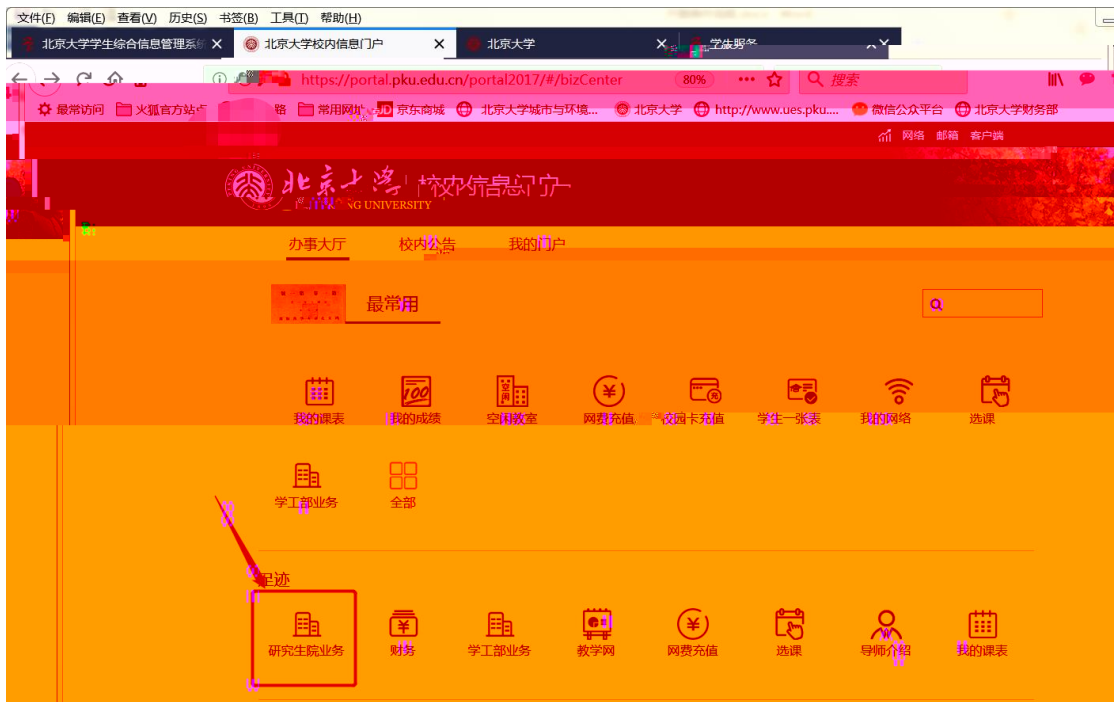 文件(F) 编辑(E) 查看(V) 历史(S) 书签(B) 工具(T) 帮助(H)
北京大学学生综合信息管理系统 × 北京大学校内信息门户 × 北京大学 × 学生服务 ×
https://portal.pku.edu.cn/portal2017/#/bizCenter 80% 搜索
最常访问 火狐官方站点 常用网址 JD 京东商城 北京大学城市与环境... 北京大学 http://www.ues.pku.... 微信公众平台 北京大学财务部
网络 邮箱 客户端
北京大学 校内信息门户
UNIVERSITY
办事大厅 校内公告 我的门户
最常用
我的课表 我的成绩 空闲教室 网费充值 校园卡充值 学生一张表 我的网络 选课
学工部业务 全部
足迹
研究生院业务 财务 学工部业务 教学网 网费充值 选课 导师介绍 我的课表